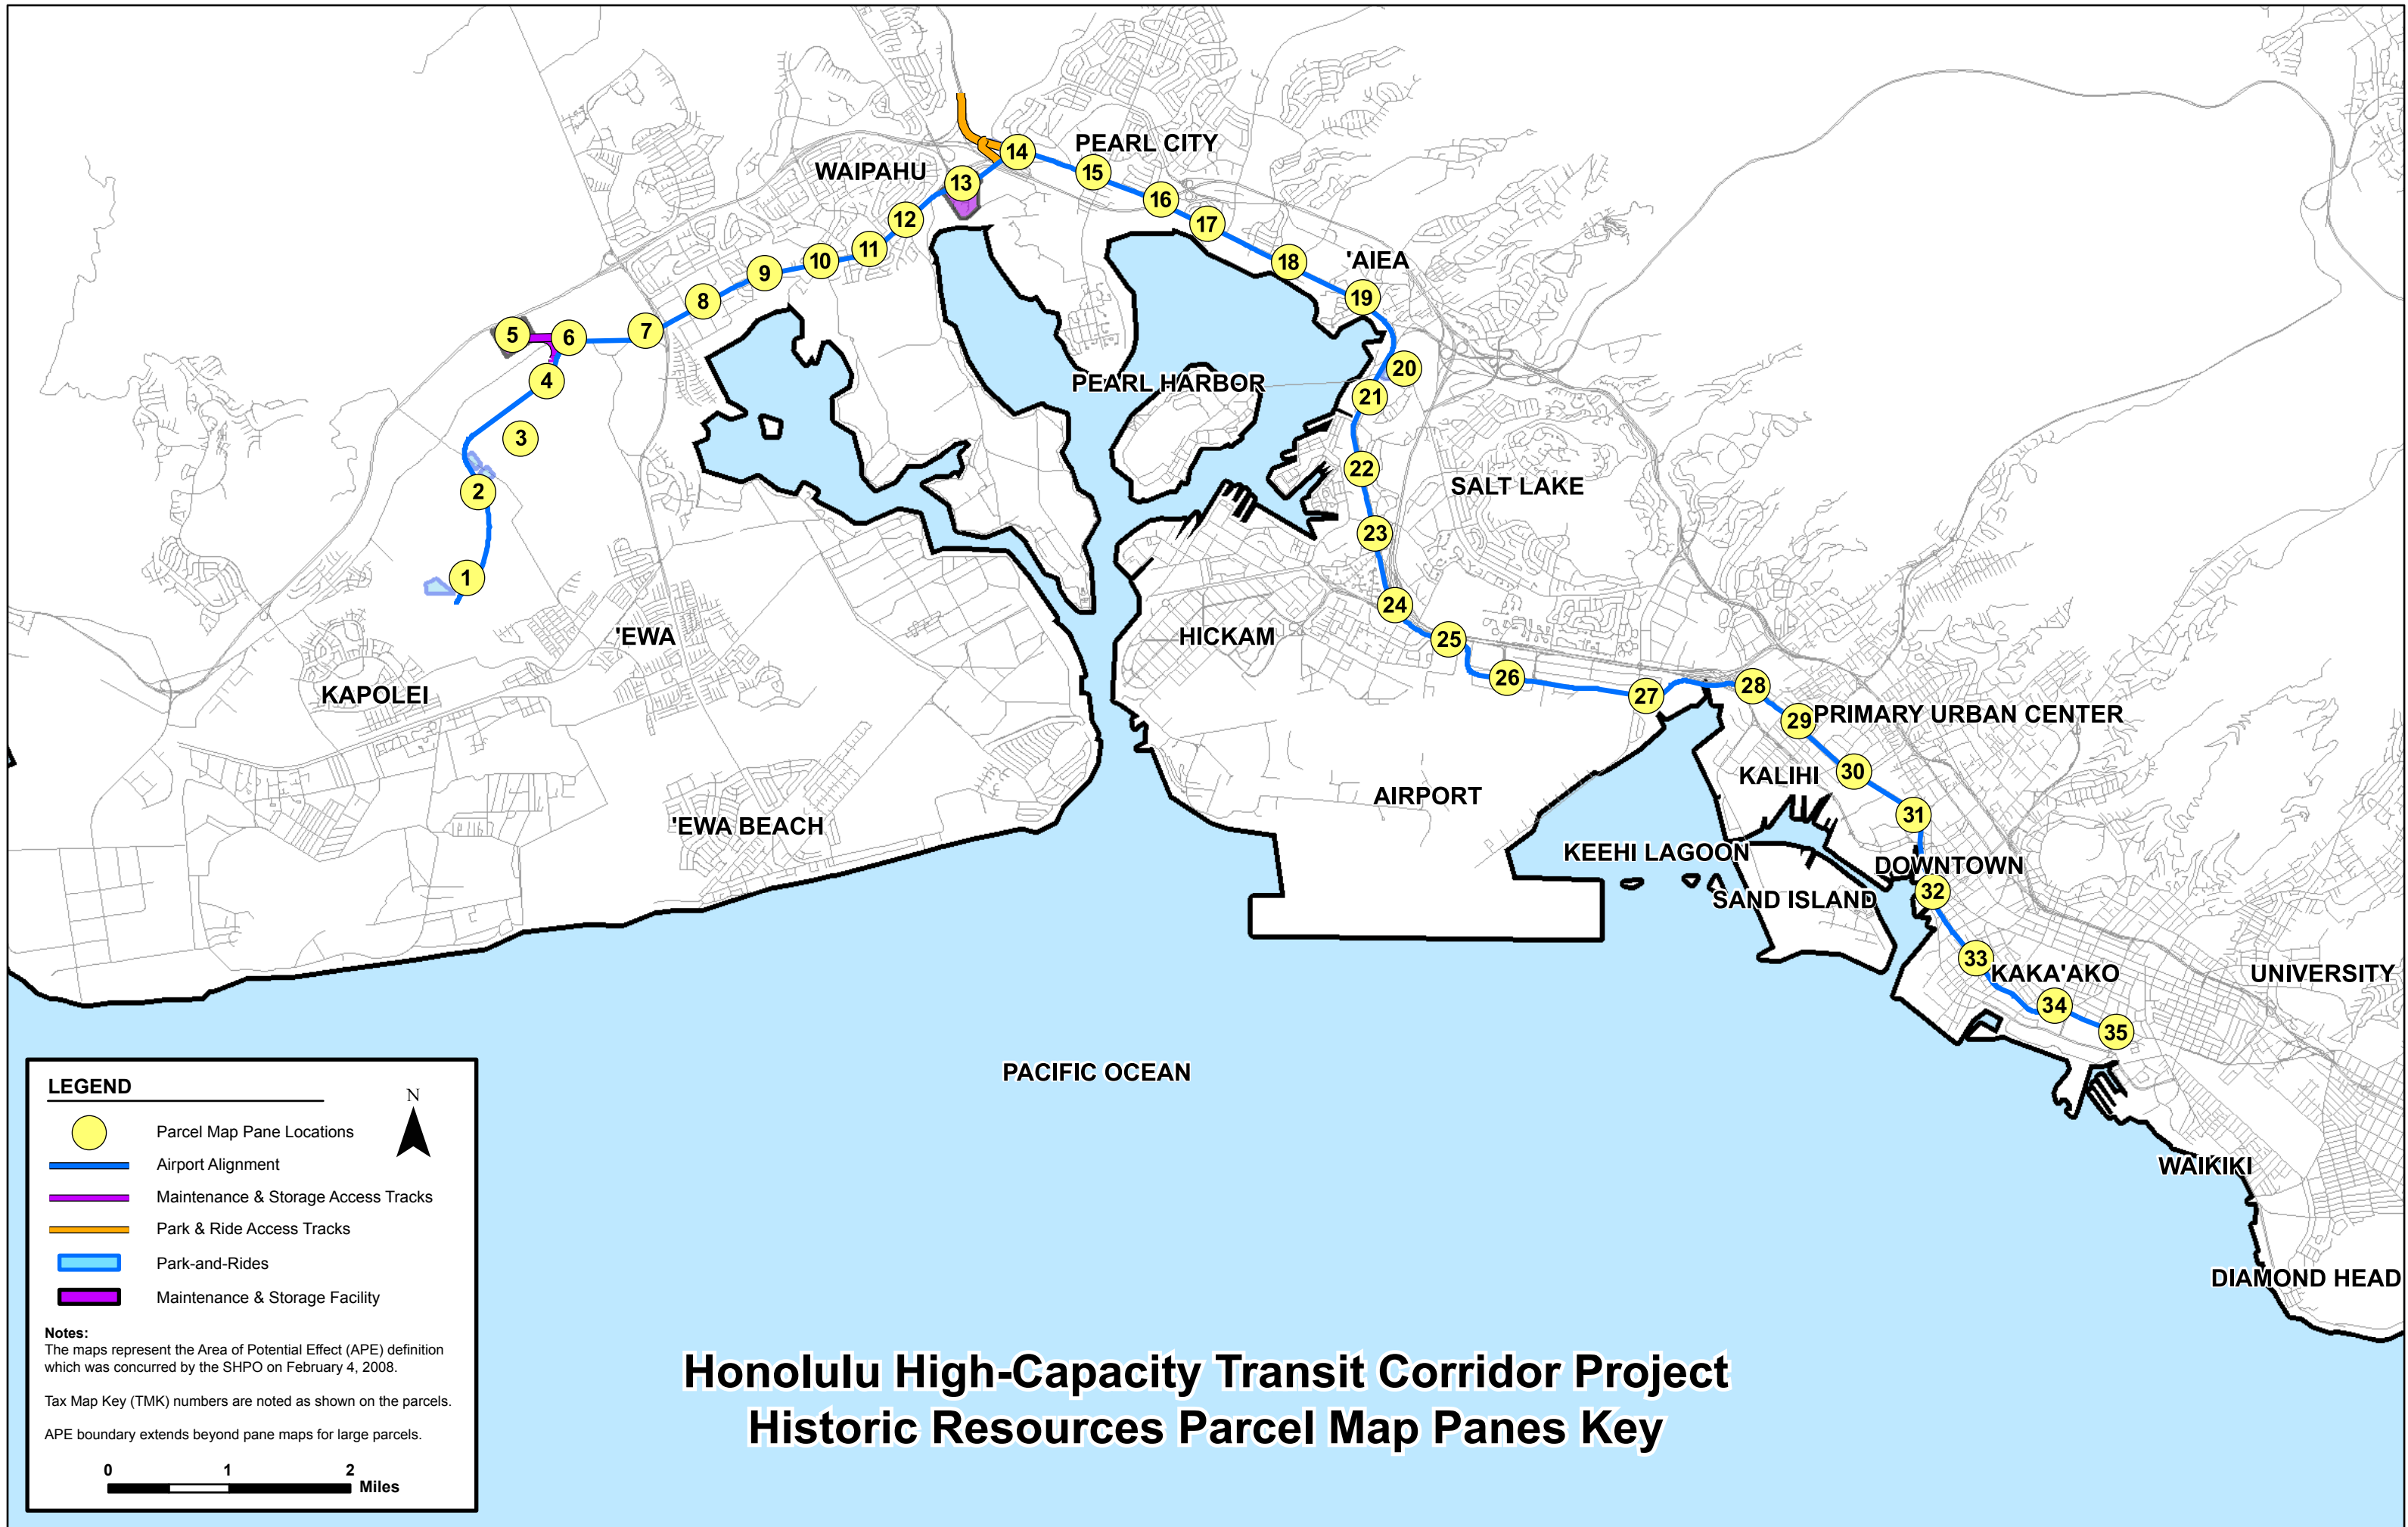 14
PEARL CITY
15
WAIPAHU
13
16
12
17
11
10
18
'AIEA
9
19
8
7
5
6
20
4
PEARL HARBOR
21
3
22
2
SALT LAKE
23
1
24
'EWA
HICKAM
25
26
28
KAPOLEI
27
29
PRIMARY URBAN CENTER
30
KALIHI
AIRPORT
31
'EWA BEACH
KEEHI LAGOON
DOWNTOWN
32
SAND ISLAND
33
KAKA'AKO
UNIVERSITY
34
35
PACIFIC OCEAN
WAIKIKI
DIAMOND HEAD
LEGEND
N
Parcel Map Pane Locations
Airport Alignment
Maintenance & Storage Access Tracks
Park & Ride Access Tracks
Park-and-Rides
Maintenance & Storage Facility
Notes:
The maps represent the Area of Potential Effect (APE) definition
which was concurred by the SHPO on February 4, 2008.
Tax Map Key (TMK) numbers are noted as shown on the parcels.
APE boundary extends beyond pane maps for large parcels.
0 1 2
Miles
Honolulu High-Capacity Transit Corridor Project
Historic Resources Parcel Map Panes Key